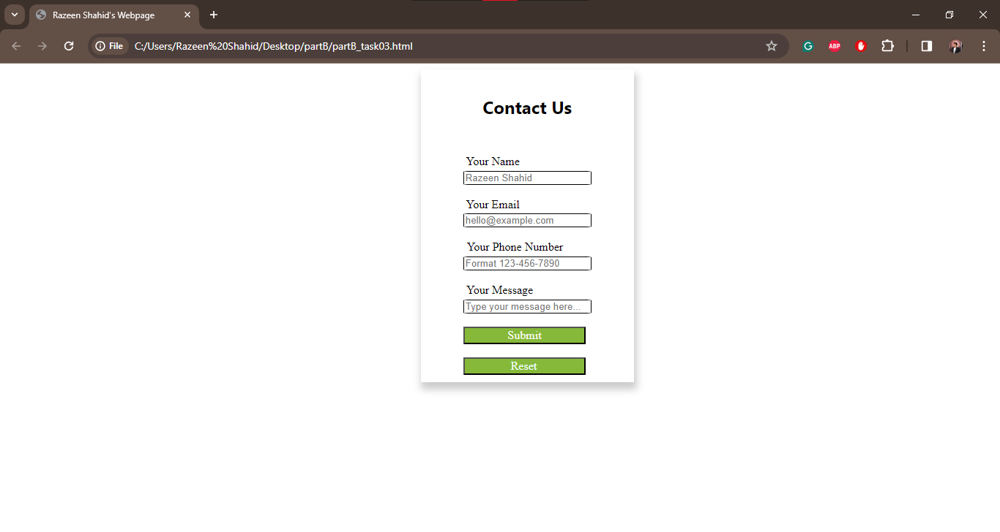 Razeen Shahid's Webpage
File C:/Users/Razeen%20Shahid/Desktop/partB/partB_task03.html
ABP
Contact Us
Your Name
Razeen Shahid
Your Email
hello@example.com
Your Phone Number
Format 123-456-7890
Your Message
Type your message here...
Submit
Reset